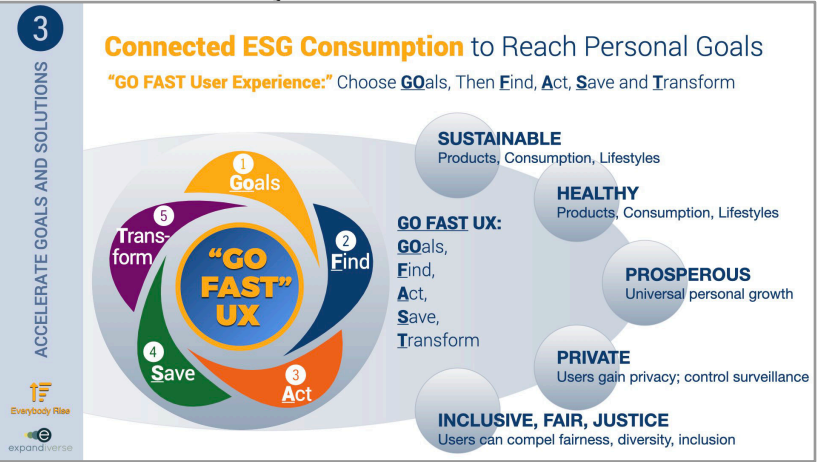 3
ACCELERATE GOALS AND SOLUTIONS
Everybody Rise
expandiverse
Connected ESG Consumption to Reach Personal Goals
“GO FAST User Experience:” Choose GOals, Then Find, Act, Save and Transform
1
Goals
2
Find
3
Act
4
Save
5
Trans-
form
“GO
FAST”
UX
GO FAST UX:
GOals,
Find,
Act,
Save,
Transform
SUSTAINABLE
Products, Consumption, Lifestyles
HEALTHY
Products, Consumption, Lifestyles
PROSPEROUS
Universal personal growth
PRIVATE
Users gain privacy; control surveillance
INCLUSIVE, FAIR, JUSTICE
Users can compel fairness, diversity, inclusion